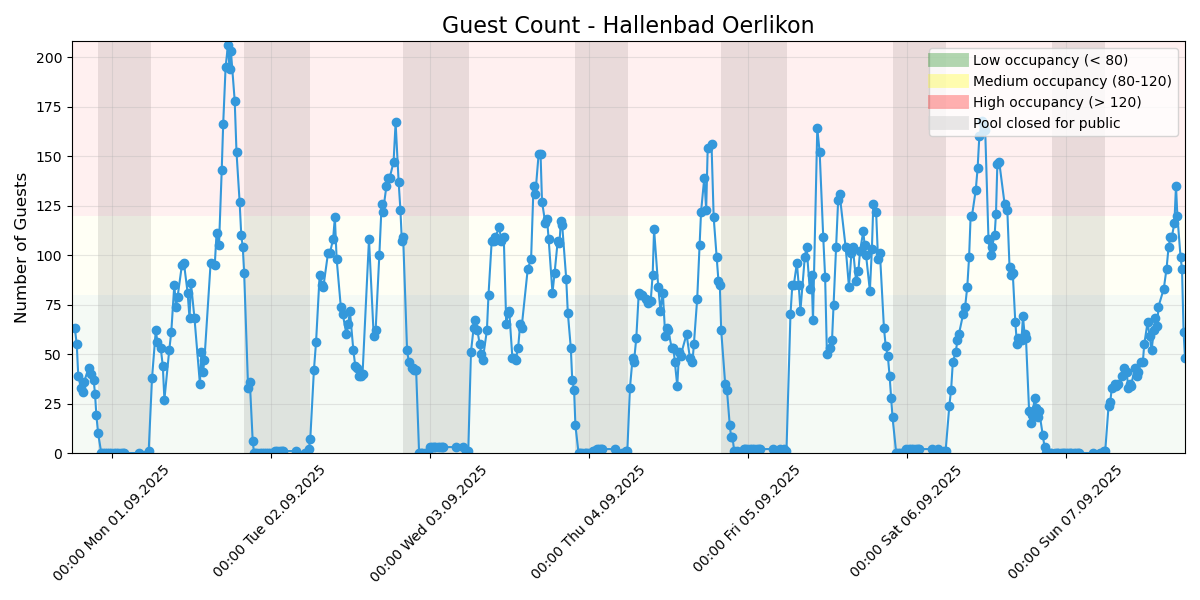 Guest Count - Hallenbad Oerlikon
Number of Guests
200
175
150
125
100
75
50
25
0
Low occupancy (< 80)
Medium occupancy (80-120)
High occupancy (> 120)
Pool closed for public
00:00 Mon 01.09.2025
00:00 Tue 02.09.2025
00:00 Wed 03.09.2025
00:00 Thu 04.09.2025
00:00 Fri 05.09.2025
00:00 Sat 06.09.2025
00:00 Sun 07.09.2025